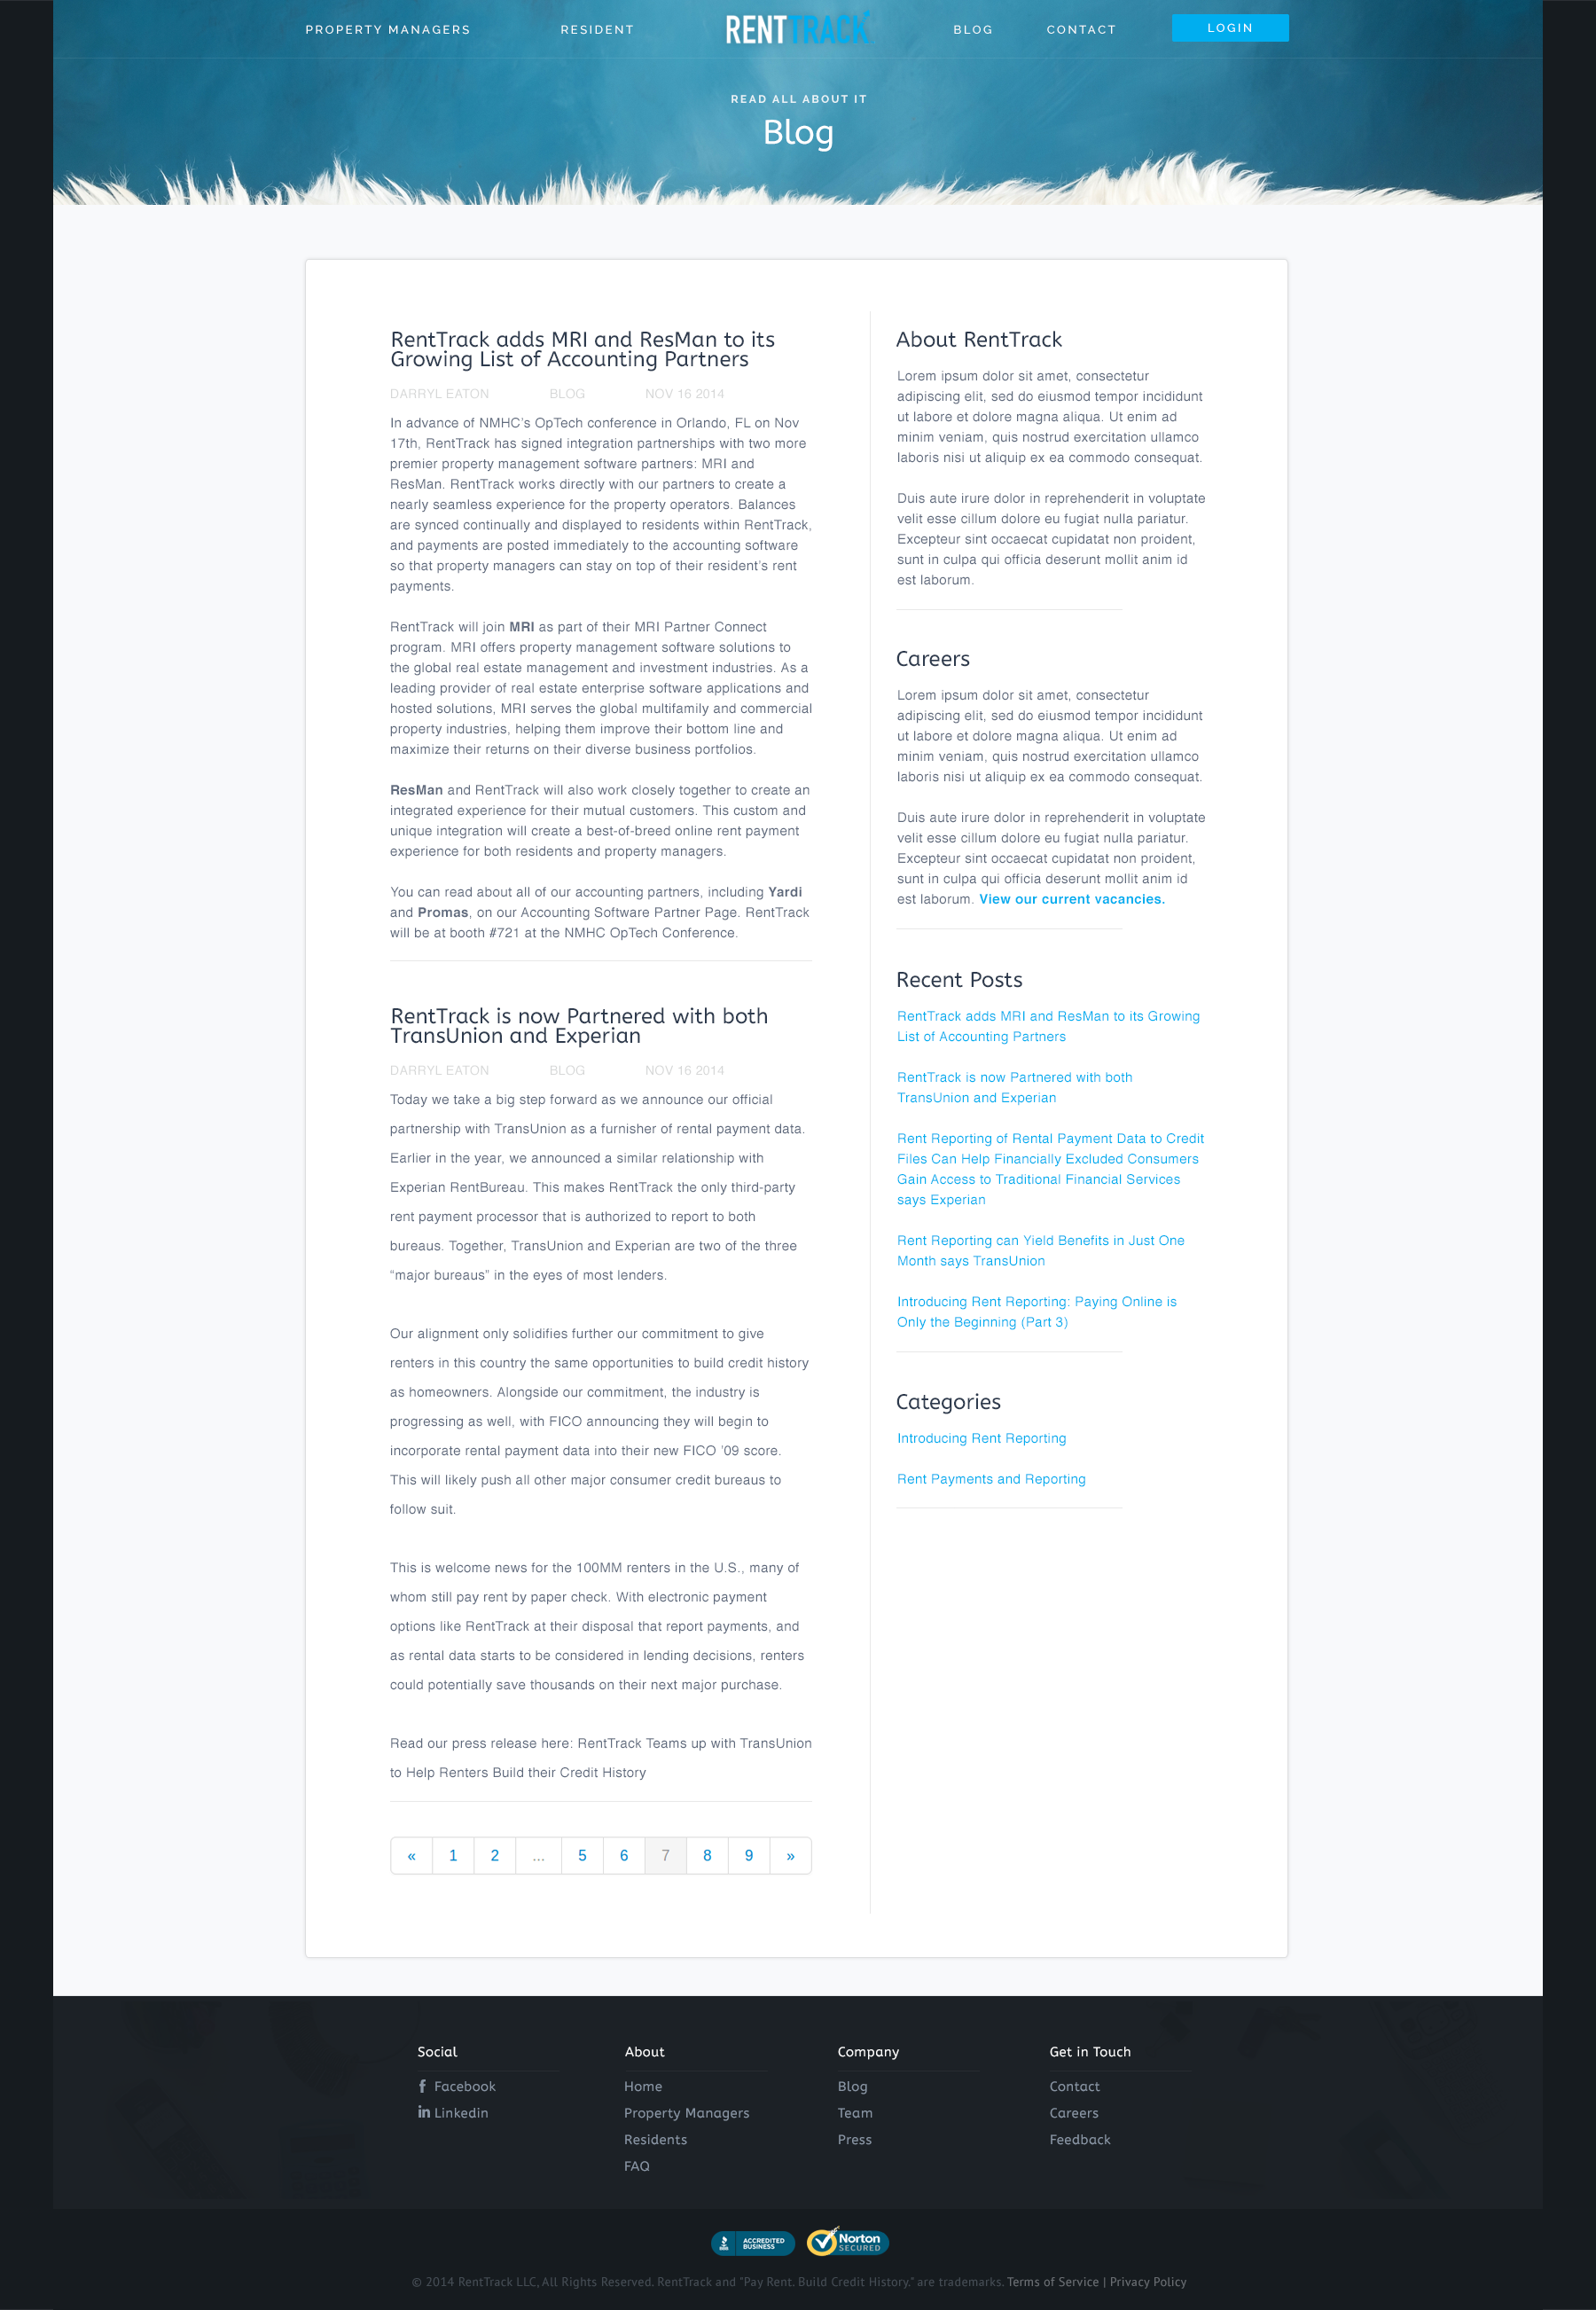 PROPERTY MANAGERS
RESIDENT
RENTTRACK
BLOG
CONTACT
LOGIN
READ ALL ABOUT IT
Blog
RentTrack adds MRI and ResMan to its
Growing List of Accounting Partners
DARRYL EATON BLOG NOV 16 2014
In advance of NMHC’s OpTech conference in Orlando, FL on Nov
17th, RentTrack has signed integration partnerships with two more
premier property management software partners: MRI and
ResMan. RentTrack works directly with our partners to create a
nearly seamless experience for the property operators. Balances
are synced continually and displayed to residents within RentTrack,
and payments are posted immediately to the accounting software
so that property managers can stay on top of their resident’s rent
payments.
RentTrack will join MRI as part of their MRI Partner Connect
program. MRI offers property management software solutions to
the global real estate management and investment industries. As a
leading provider of real estate enterprise software applications and
hosted solutions, MRI serves the global multifamily and commercial
property industries, helping them improve their bottom line and
maximize their returns on their diverse business portfolios.
ResMan and RentTrack will also work closely together to create an
integrated experience for their mutual customers. This custom and
unique integration will create a best-of-breed online rent payment
experience for both residents and property managers.
You can read about all of our accounting partners, including Yardi
and Promas, on our Accounting Software Partner Page. RentTrack
will be at booth #721 at the NMHC OpTech Conference.
RentTrack is now Partnered with both
TransUnion and Experian
DARRYL EATON BLOG NOV 16 2014
Today we take a big step forward as we announce our official
partnership with TransUnion as a furnisher of rental payment data.
Earlier in the year, we announced a similar relationship with
Experian RentBureau. This makes RentTrack the only third-party
rent payment processor that is authorized to report to both
bureaus. Together, TransUnion and Experian are two of the three
“major bureaus” in the eyes of most lenders.
Our alignment only solidifies further our commitment to give
renters in this country the same opportunities to build credit history
as homeowners. Alongside our commitment, the industry is
progressing as well, with FICO announcing they will begin to
incorporate rental payment data into their new FICO ’09 score.
This will likely push all other major consumer credit bureaus to
follow suit.
This is welcome news for the 100MM renters in the U.S., many of
whom still pay rent by paper check. With electronic payment
options like RentTrack at their disposal that report payments, and
as rental data starts to be considered in lending decisions, renters
could potentially save thousands on their next major purchase.
Read our press release here: RentTrack Teams up with TransUnion
to Help Renters Build their Credit History
« 1 2 ... 5 6 7 8 9 »
About RentTrack
Lorem ipsum dolor sit amet, consectetur
adipiscing elit, sed do eiusmod tempor incididunt
ut labore et dolore magna aliqua. Ut enim ad
minim veniam, quis nostrud exercitation ullamco
laboris nisi ut aliquip ex ea commodo consequat.
Duis aute irure dolor in reprehenderit in voluptate
velit esse cillum dolore eu fugiat nulla pariatur.
Excepteur sint occaecat cupidatat non proident,
sunt in culpa qui officia deserunt mollit anim id
est laborum.
Careers
Lorem ipsum dolor sit amet, consectetur
adipiscing elit, sed do eiusmod tempor incididunt
ut labore et dolore magna aliqua. Ut enim ad
minim veniam, quis nostrud exercitation ullamco
laboris nisi ut aliquip ex ea commodo consequat.
Duis aute irure dolor in reprehenderit in voluptate
velit esse cillum dolore eu fugiat nulla pariatur.
Excepteur sint occaecat cupidatat non proident,
sunt in culpa qui officia deserunt mollit anim id
est laborum. View our current vacancies.
Recent Posts
RentTrack adds MRI and ResMan to its Growing
List of Accounting Partners
RentTrack is now Partnered with both
TransUnion and Experian
Rent Reporting of Rental Payment Data to Credit
Files Can Help Financially Excluded Consumers
Gain Access to Traditional Financial Services
says Experian
Rent Reporting can Yield Benefits in Just One
Month says TransUnion
Introducing Rent Reporting: Paying Online is
Only the Beginning (Part 3)
Categories
Introducing Rent Reporting
Rent Payments and Reporting
Social
Facebook
Linkedin
About
Home
Property Managers
Residents
FAQ
Company
Blog
Team
Press
Get in Touch
Contact
Careers
Feedback
ACCREDITED
BUSINESS
Norton
SECURED
© 2014 RentTrack LLC, All Rights Reserved. RentTrack and "Pay Rent. Build Credit History." are trademarks. Terms of Service | Privacy Policy